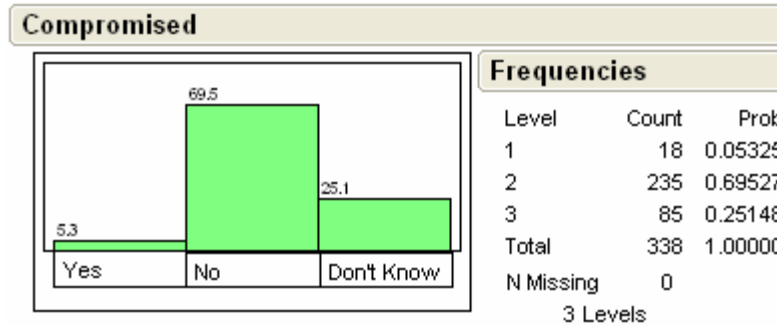 Compromised
69.5
25.1
5.3
Yes No Don't Know
Frequencies
Level Count Prob
1 18 0.05325
2 235 0.69527
3 85 0.25148
Total 338 1.00000
N Missing 0
3 Levels